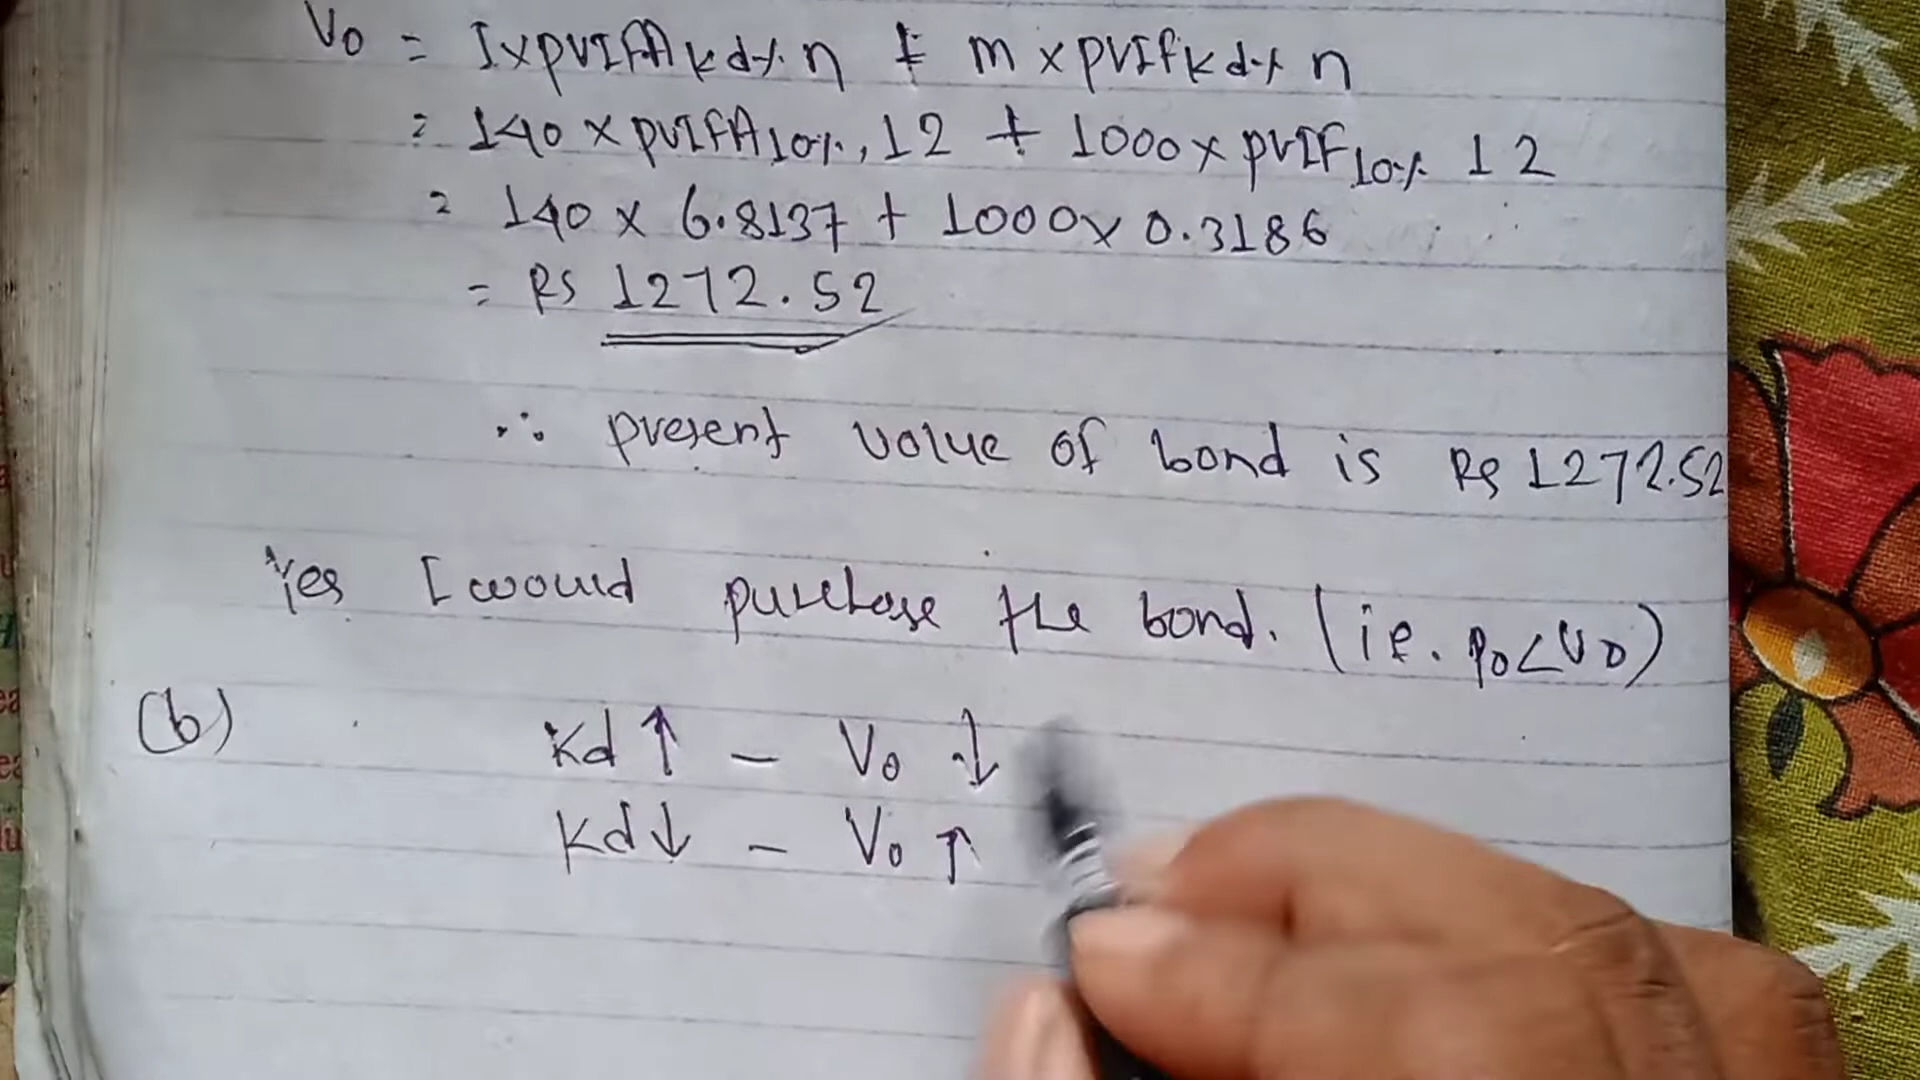 V₀ = I x PVIFA kd%. n + m x PVIF kd% n
= 140 x PVIFA 10%, 12 + 1000 x PVIF 10% 12
= 140 x 6.8137 + 1000 x 0.3186
= Rs 1272.52
∴ present value of bond is Rs 1272.52
Yes I would purchase the bond. (ie. P₀<V₀)
(b) Kd ↑ – V₀ ↓
Kd ↓ – V₀ ↑